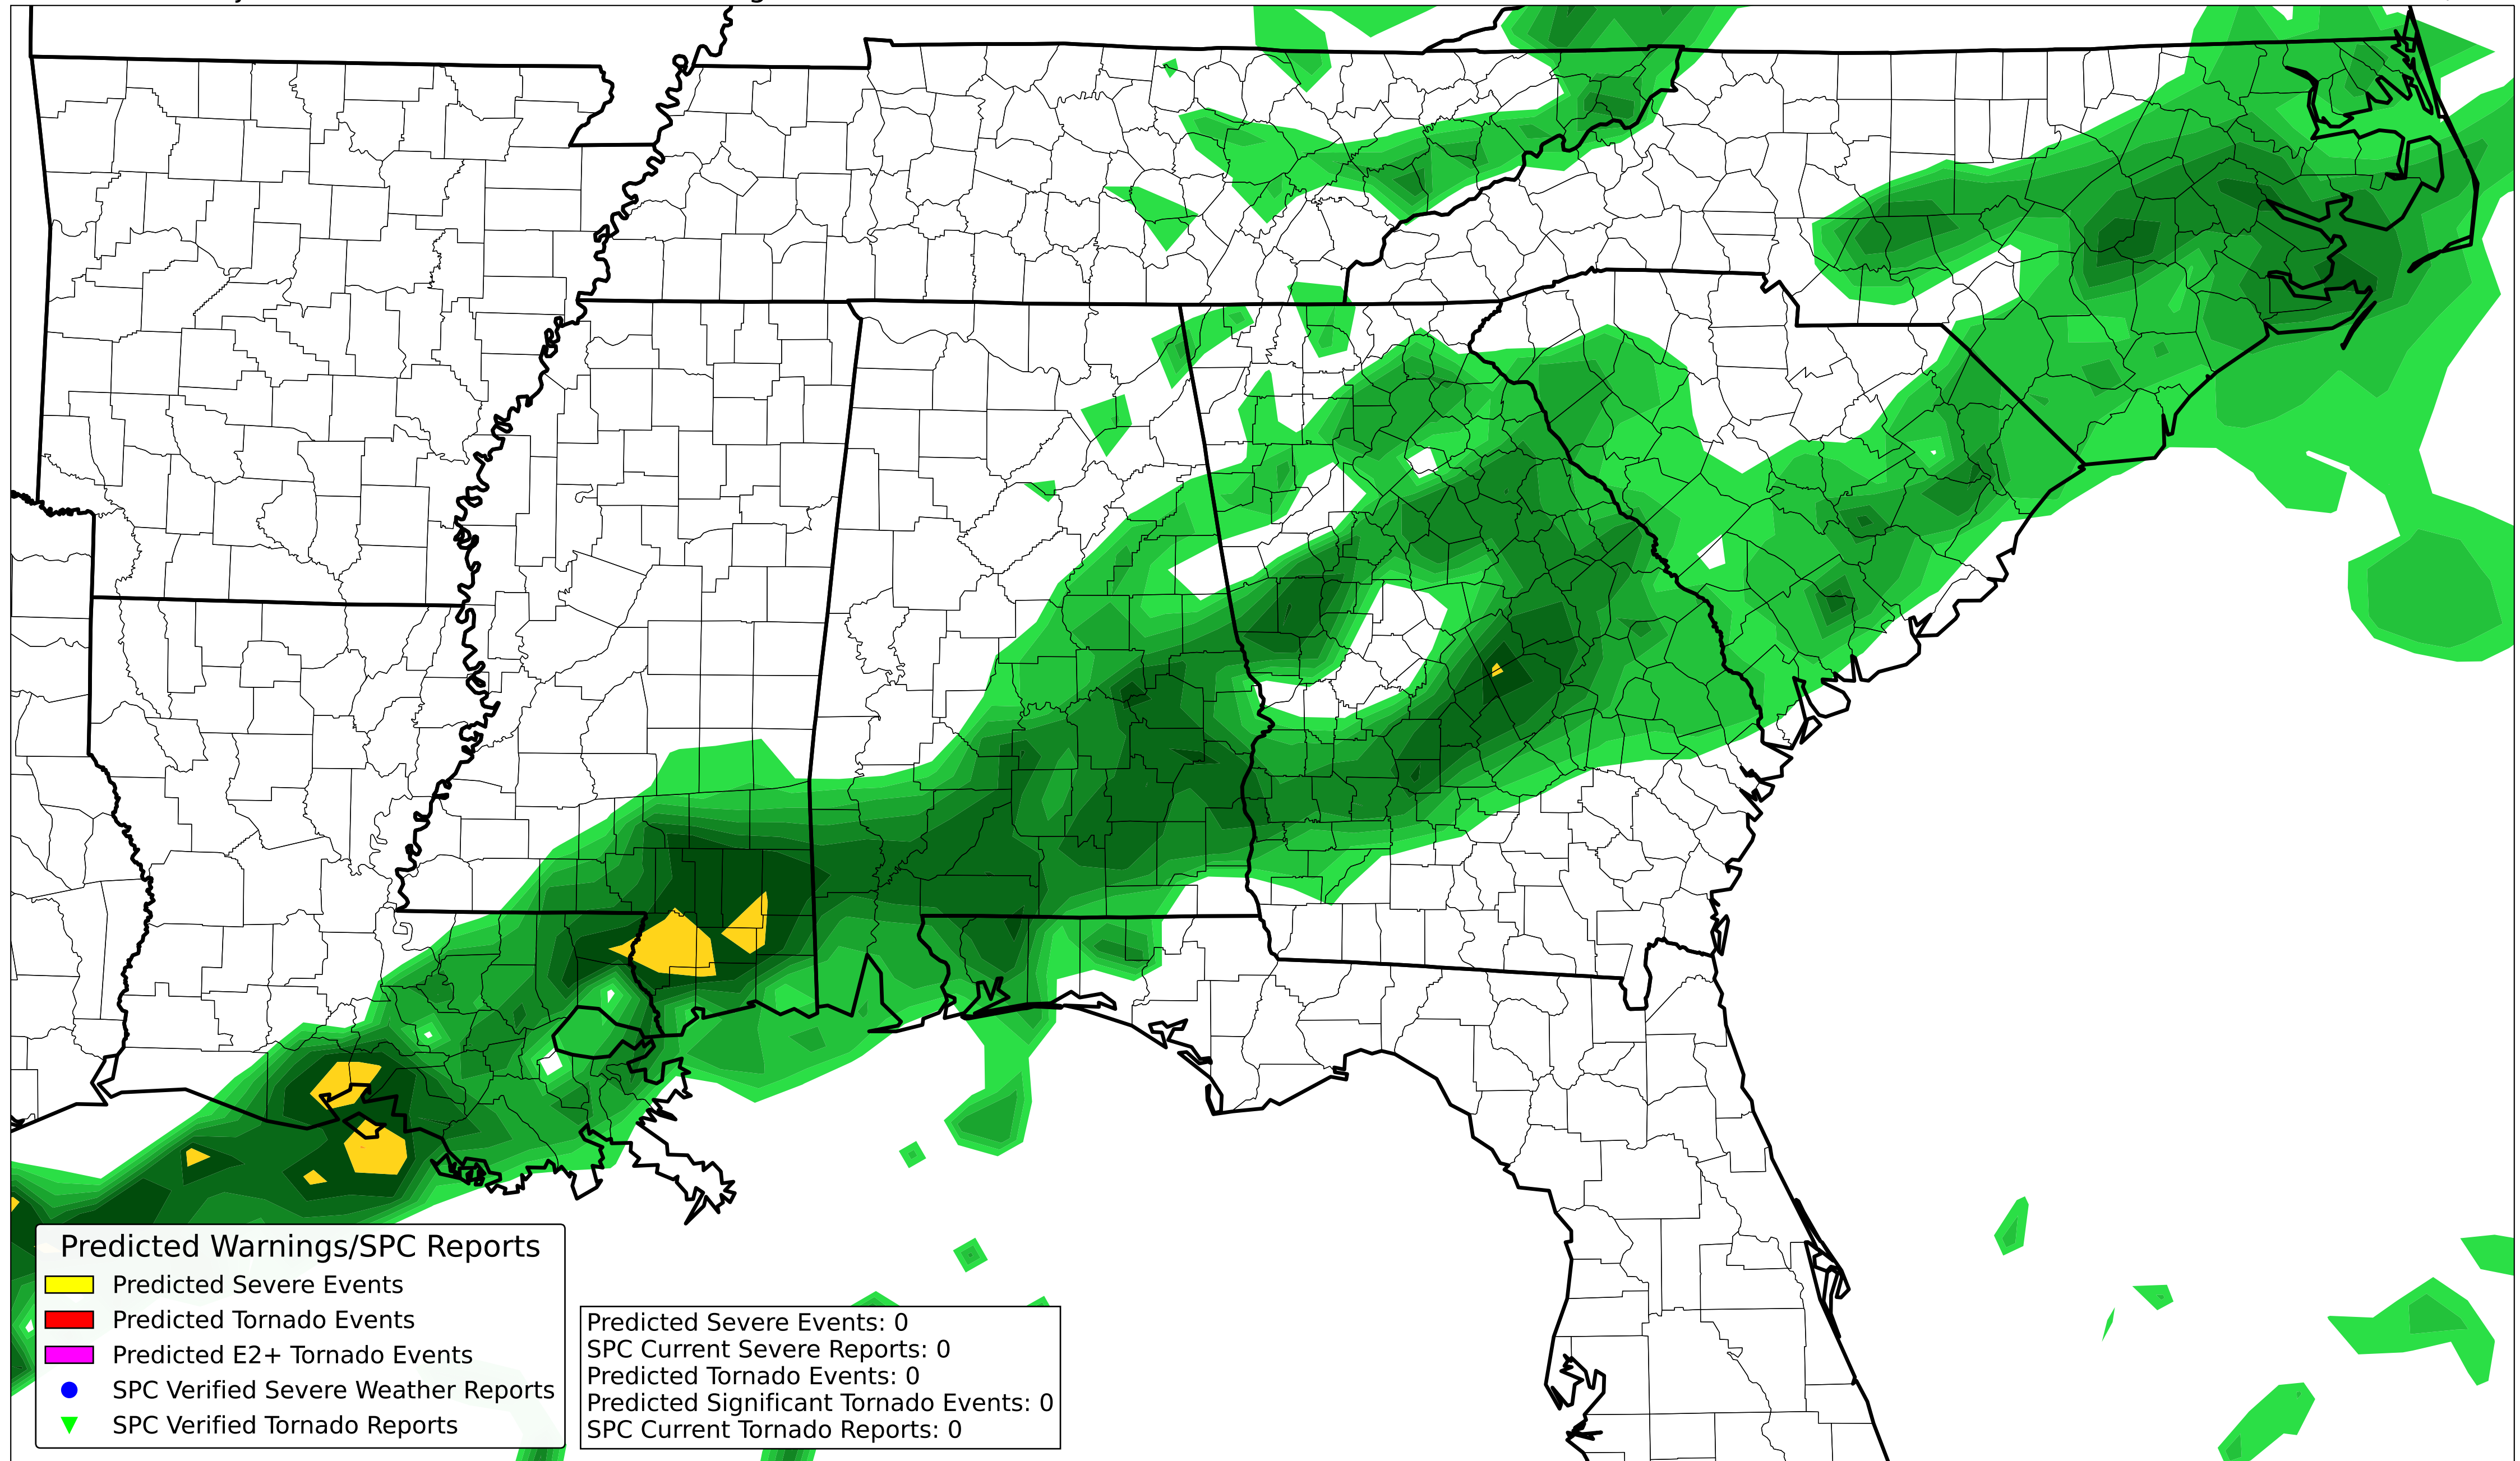 Predicted Warnings/SPC Reports
Predicted Severe Events
Predicted Tornado Events
Predicted E2+ Tornado Events
SPC Verified Severe Weather Reports
SPC Verified Tornado Reports
Predicted Severe Events: 0
SPC Current Severe Reports: 0
Predicted Tornado Events: 0
Predicted Significant Tornado Events: 0
SPC Current Tornado Reports: 0